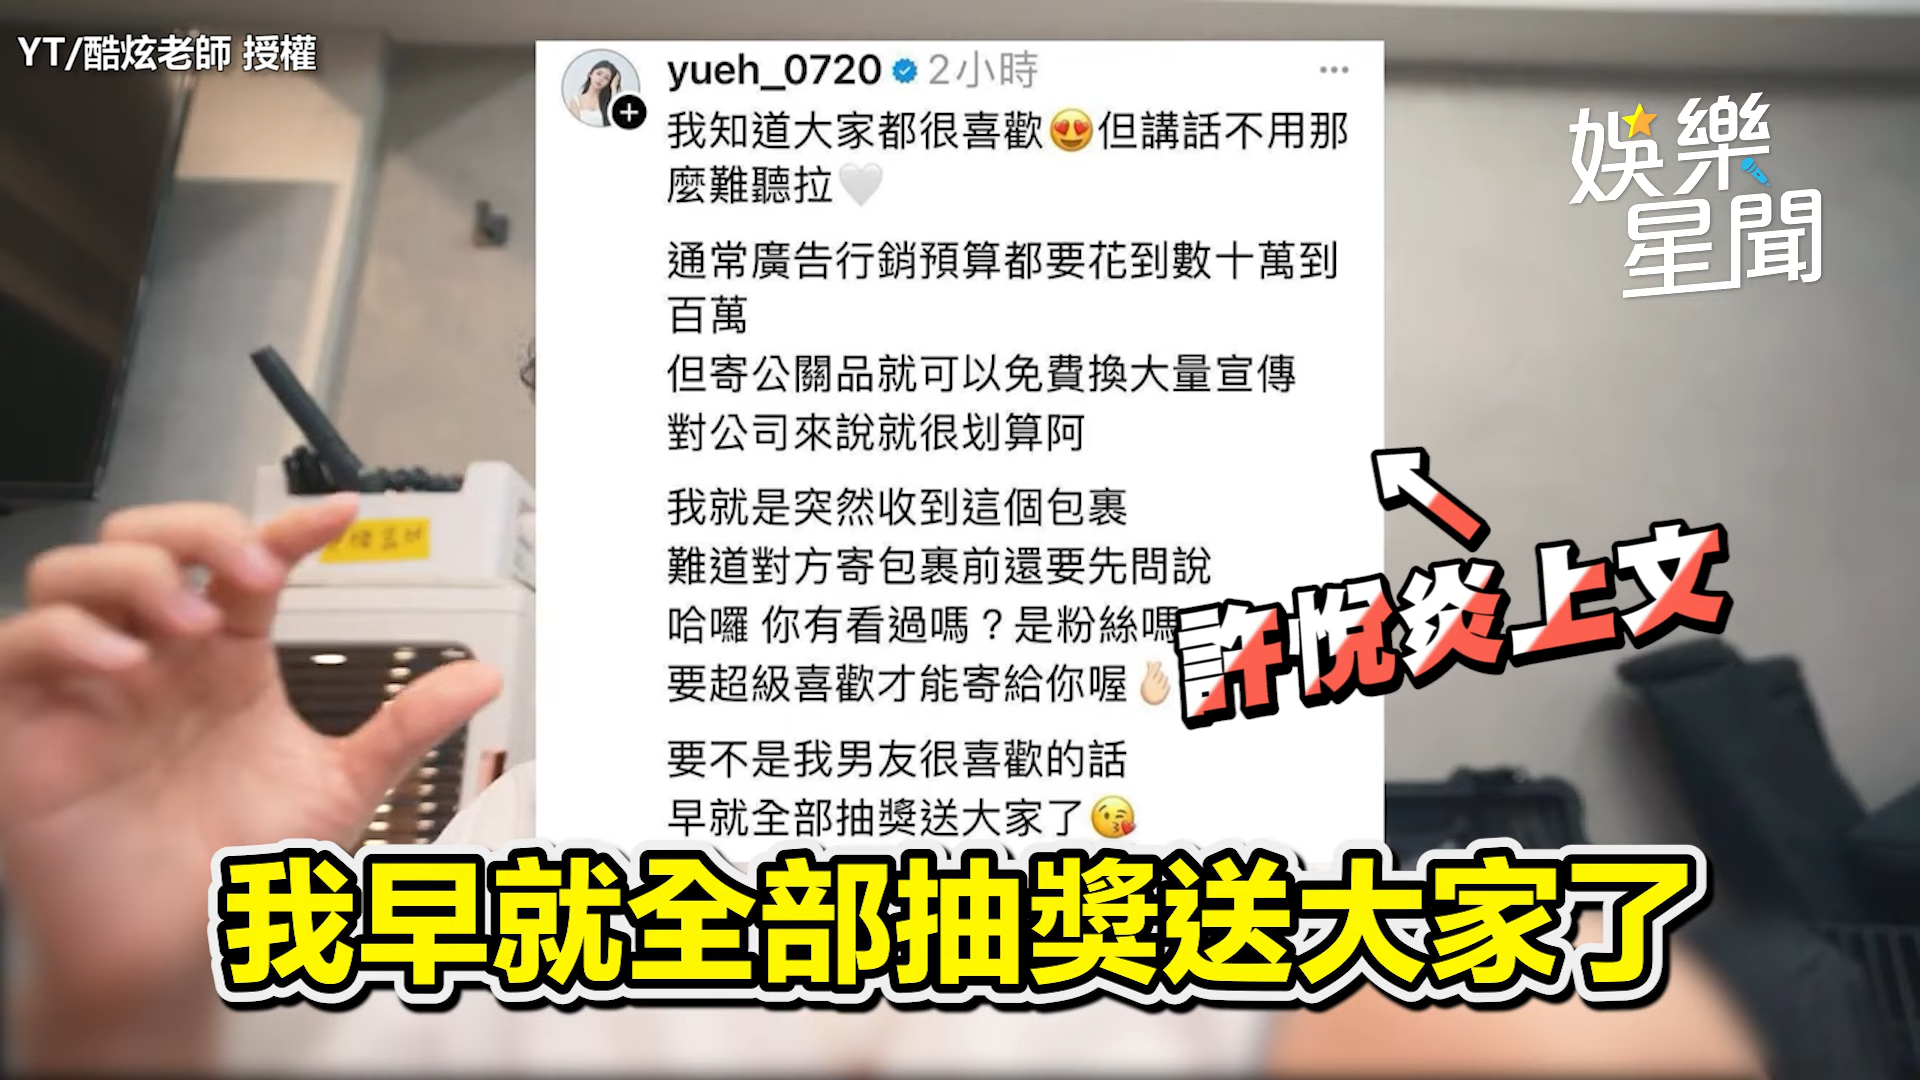 YT/酷炫老師 授權
yueh_0720 2小時
我知道大家都很喜歡😍但講話不用那
麼難聽拉🤍
通常廣告行銷預算都要花到數十萬到
百萬
但寄公關品就可以免費換大量宣傳
對公司來說就很划算阿
我就是突然收到這個包裹
難道對方寄包裹前還要先問說
哈囉 你有看過嗎？是粉絲嗎
要超級喜歡才能寄給你喔🫰🏻
要不是我男友很喜歡的話
早就全部抽獎送大家了😘
娛樂
星聞
許悅炎上文
我早就全部抽獎送大家了